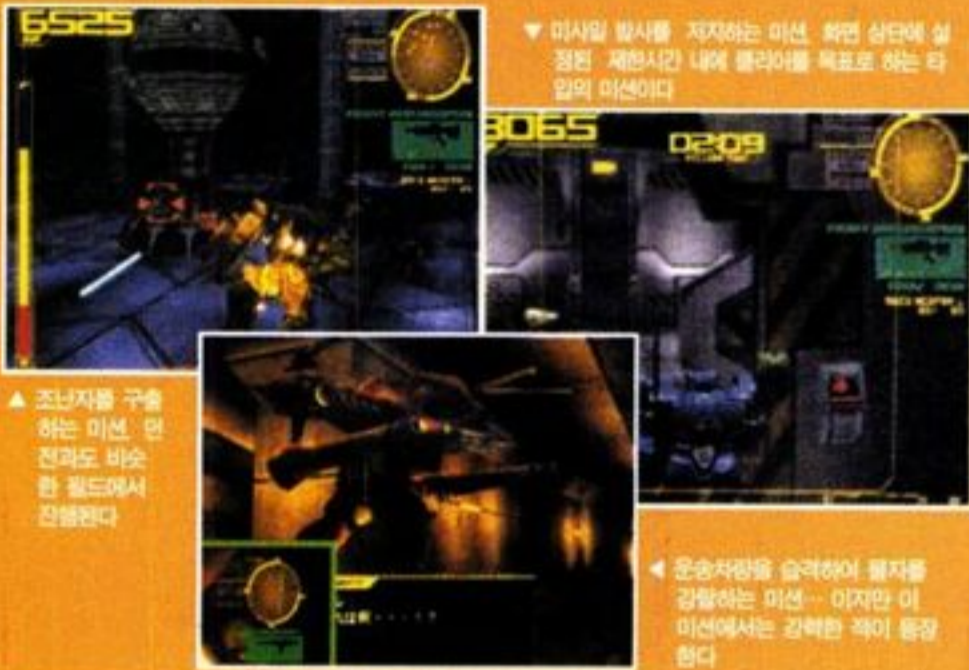 6525
▼ 미사일 발사를 저지하는 미션. 화면 상단에 설
정된 제한시간 내에 클리어를 목표로 하는 타
입의 미션이다
3065
02:09
▲ 조난자를 구출
하는 미션. 던
전과도 비슷
한 필드에서
진행된다
◀ 운송차량을 습격하여 물자를
강탈하는 미션… 이지만 이
미션에서는 강력한 적이 등장
한다